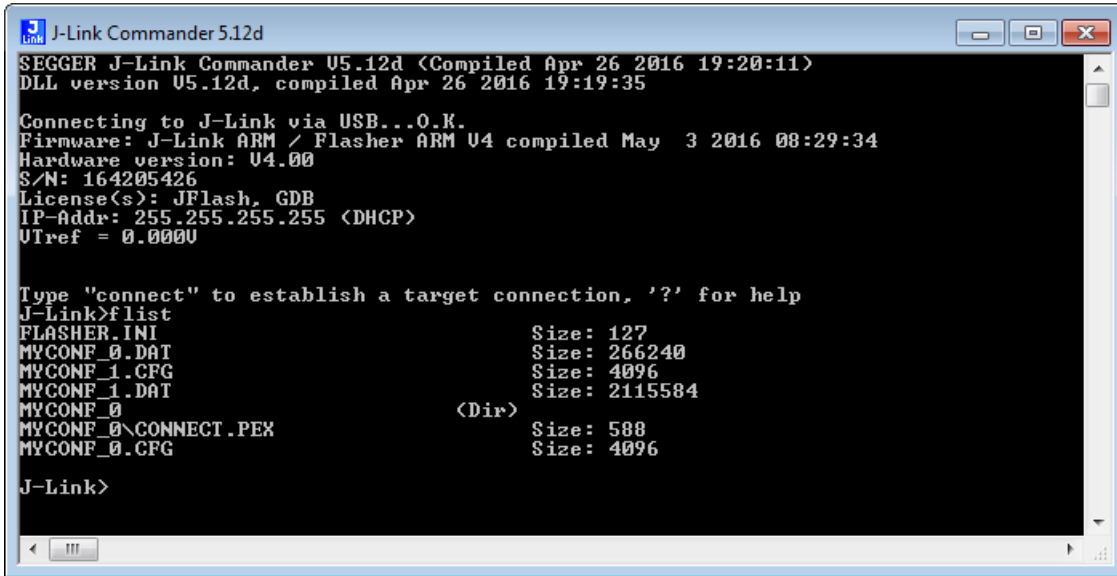 J-Link Commander 5.12d
SEGGER J-Link Commander V5.12d (Compiled Apr 26 2016 19:20:11)
DLL version V5.12d, compiled Apr 26 2016 19:19:35
Connecting to J-Link via USB...O.K.
Firmware: J-Link ARM / Flasher ARM V4 compiled May  3 2016 08:29:34
Hardware version: V4.00
S/N: 164205426
License(s): JFlash, GDB
IP-Addr: 255.255.255.255 (DHCP)
VTref = 0.000V
Type "connect" to establish a target connection, '?' for help
J-Link>flist
FLASHER.INI                             Size: 127
MYCONF_0.DAT                            Size: 266240
MYCONF_1.CFG                            Size: 4096
MYCONF_1.DAT                            Size: 2115584
MYCONF_0                          (Dir)
MYCONF_0\CONNECT.PEX                    Size: 588
MYCONF_0.CFG                            Size: 4096
J-Link>